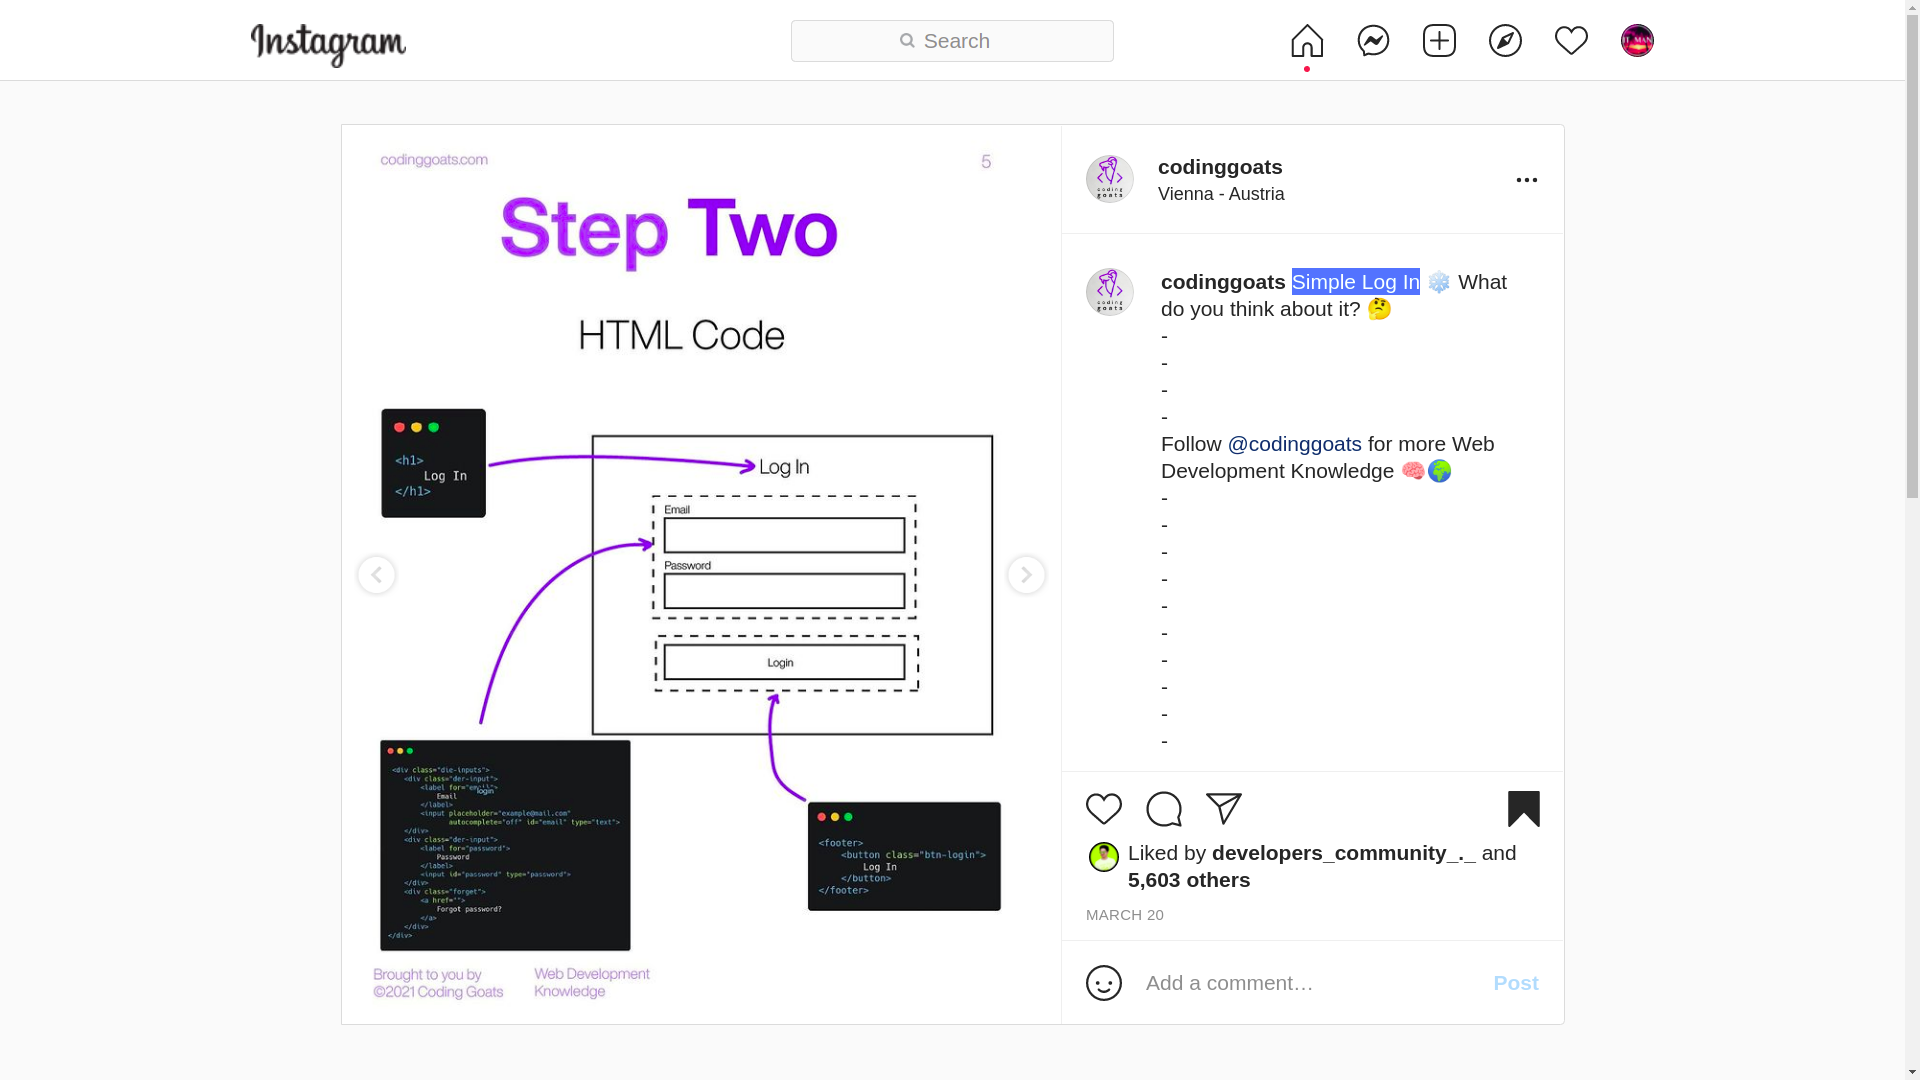 Instagram
Search
codinggoats.com
5
Step Two
HTML Code
<h1>
Log In
</h1>
Log In
Email
Password
Login
<div class="die-inputs">
<div class="der-input">
<label for="email">
Email
login
</label>
<input placeholder="example@mail.com"
autocomplete="off" id="email" type="text">
</div>
<div class="der-input">
<label for="password">
Password
</label>
<input id="password" type="password">
</div>
<div class="forget">
<a href="">
Forgot password?
</a>
</div>
</div>
<footer>
<button class="btn-login">
Log In
</button>
</footer>
Brought to you by
©2021 Coding Goats
Web Development
Knowledge
codinggoats
Vienna - Austria
codinggoats Simple Log In ❄️ What
do you think about it? 🤔
-
-
-
-
Follow @codinggoats for more Web
Development Knowledge 🧠🌍
-
-
-
-
-
-
-
-
-
-
Liked by developers_community_._ and
5,603 others
MARCH 20
Add a comment…
Post